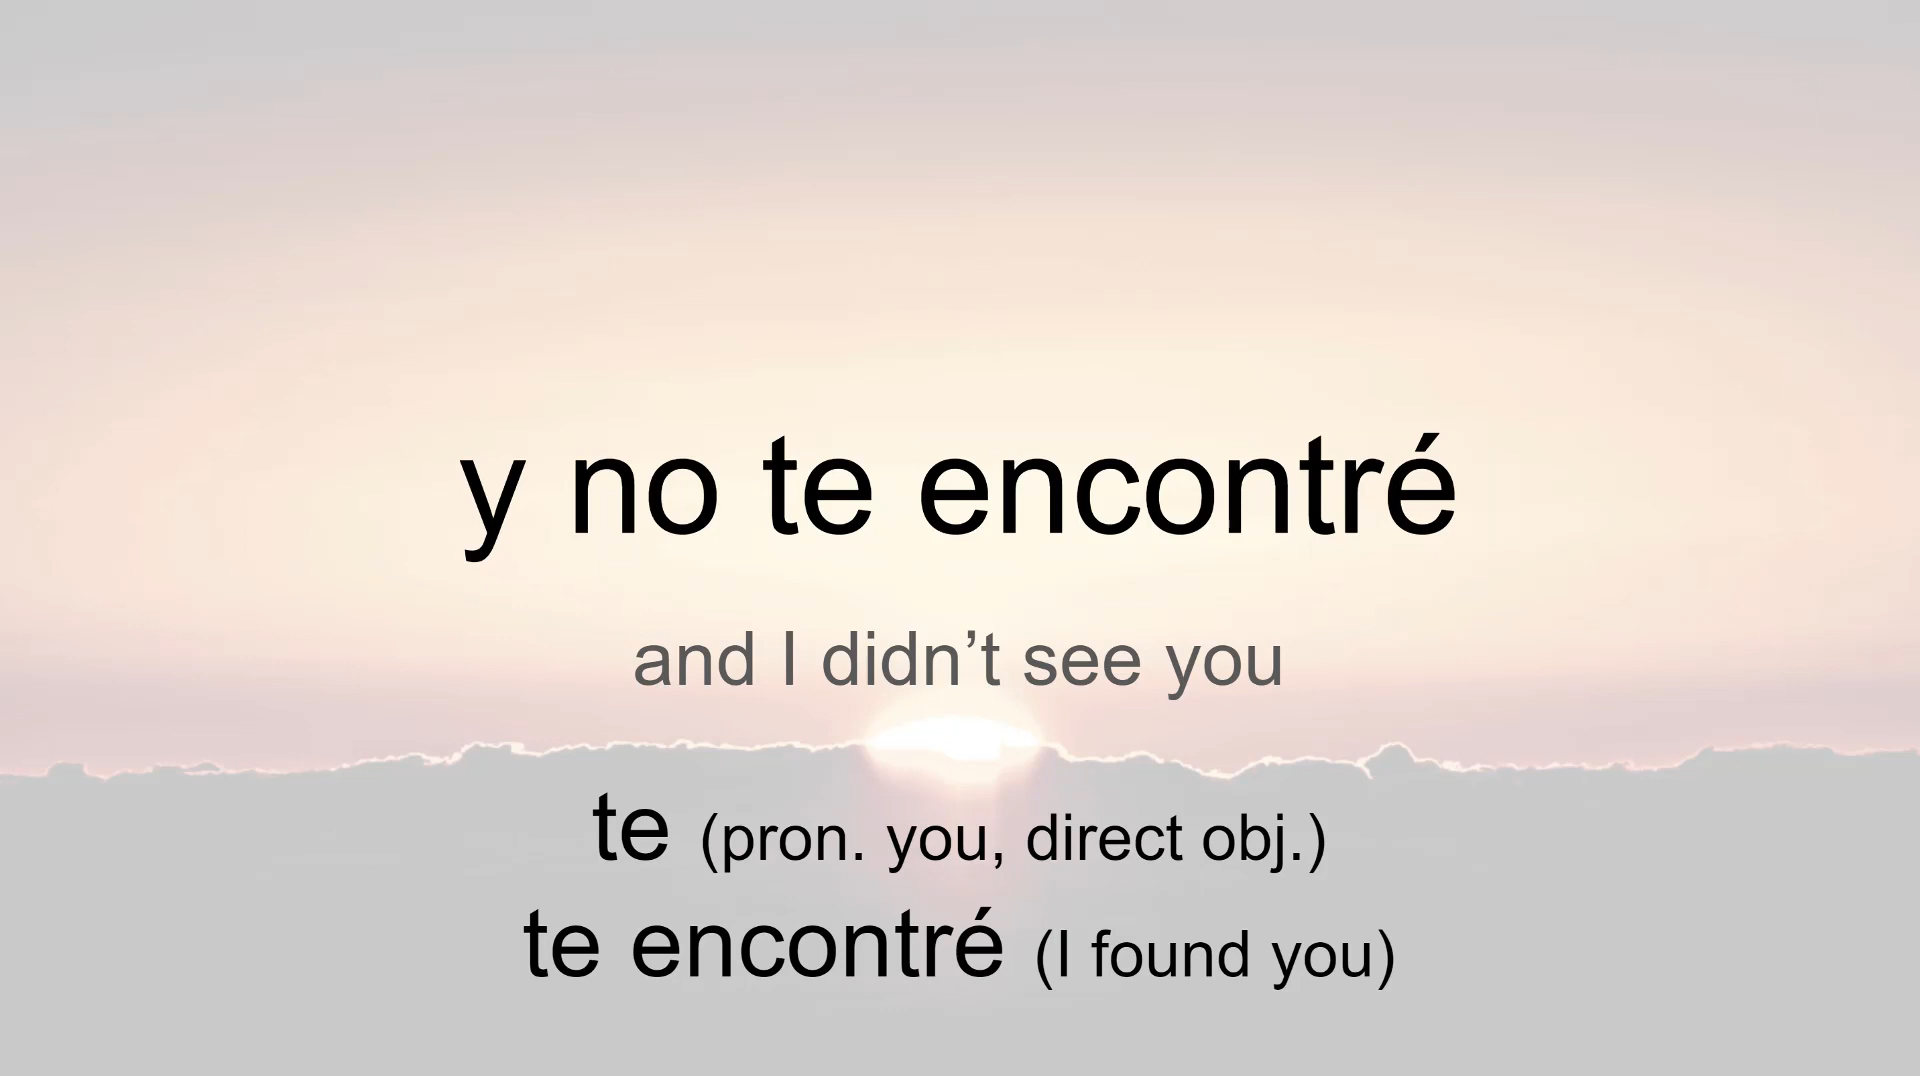 y no te encontré
and I didn’t see you
te (pron. you, direct obj.)
te encontré (I found you)